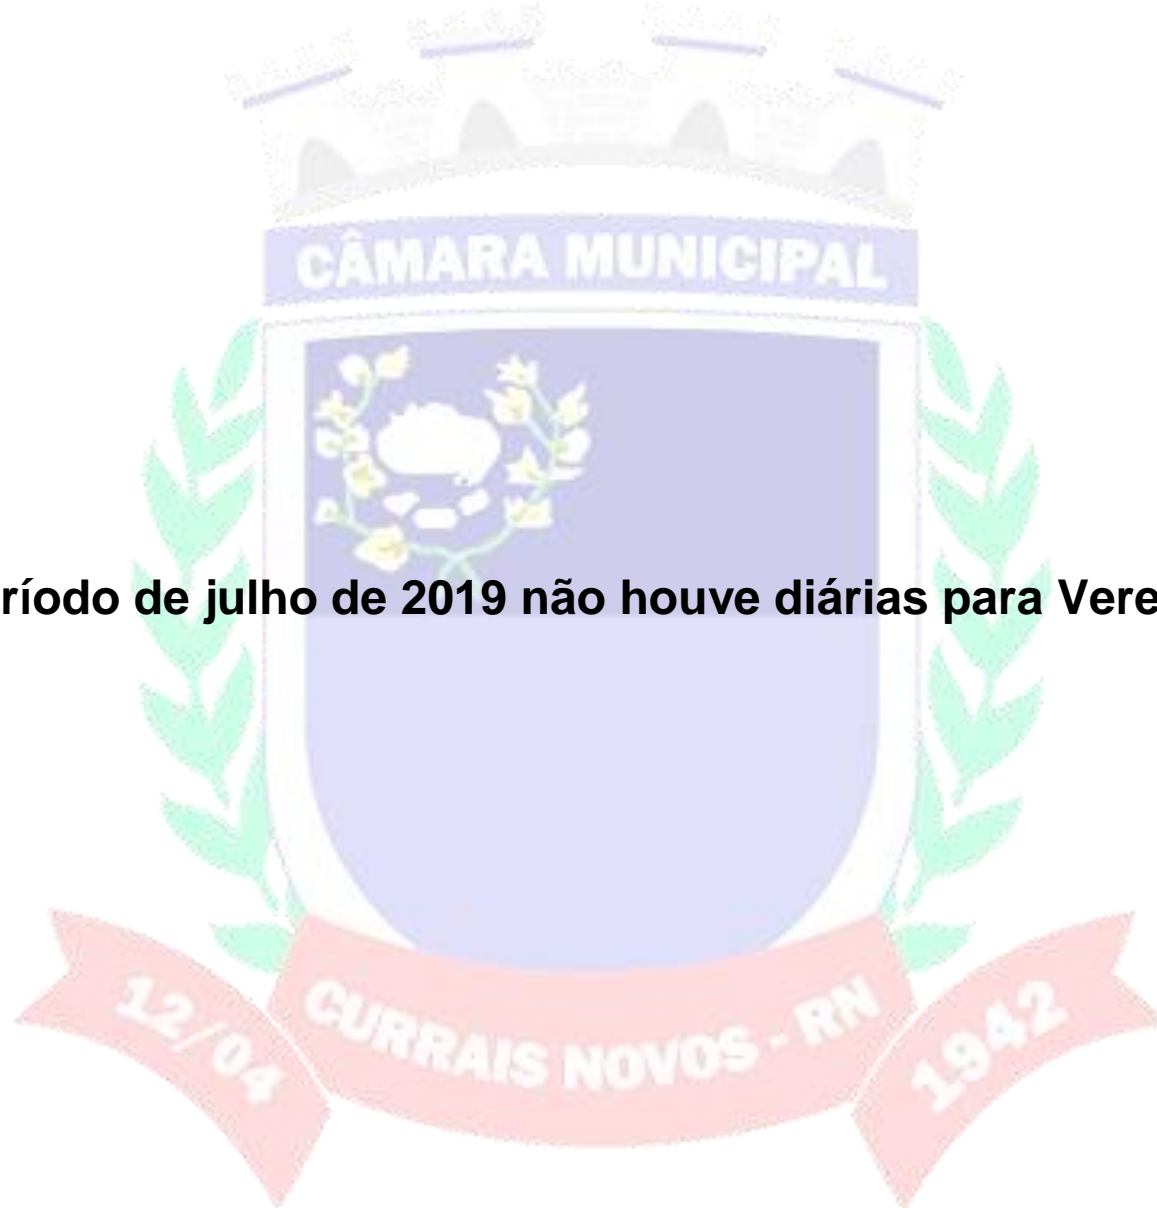 CÂMARA MUNICIPAL
ríodo de julho de 2019 não houve diárias para Vere
12/04
CURRAIS NOVOS - RN
1942